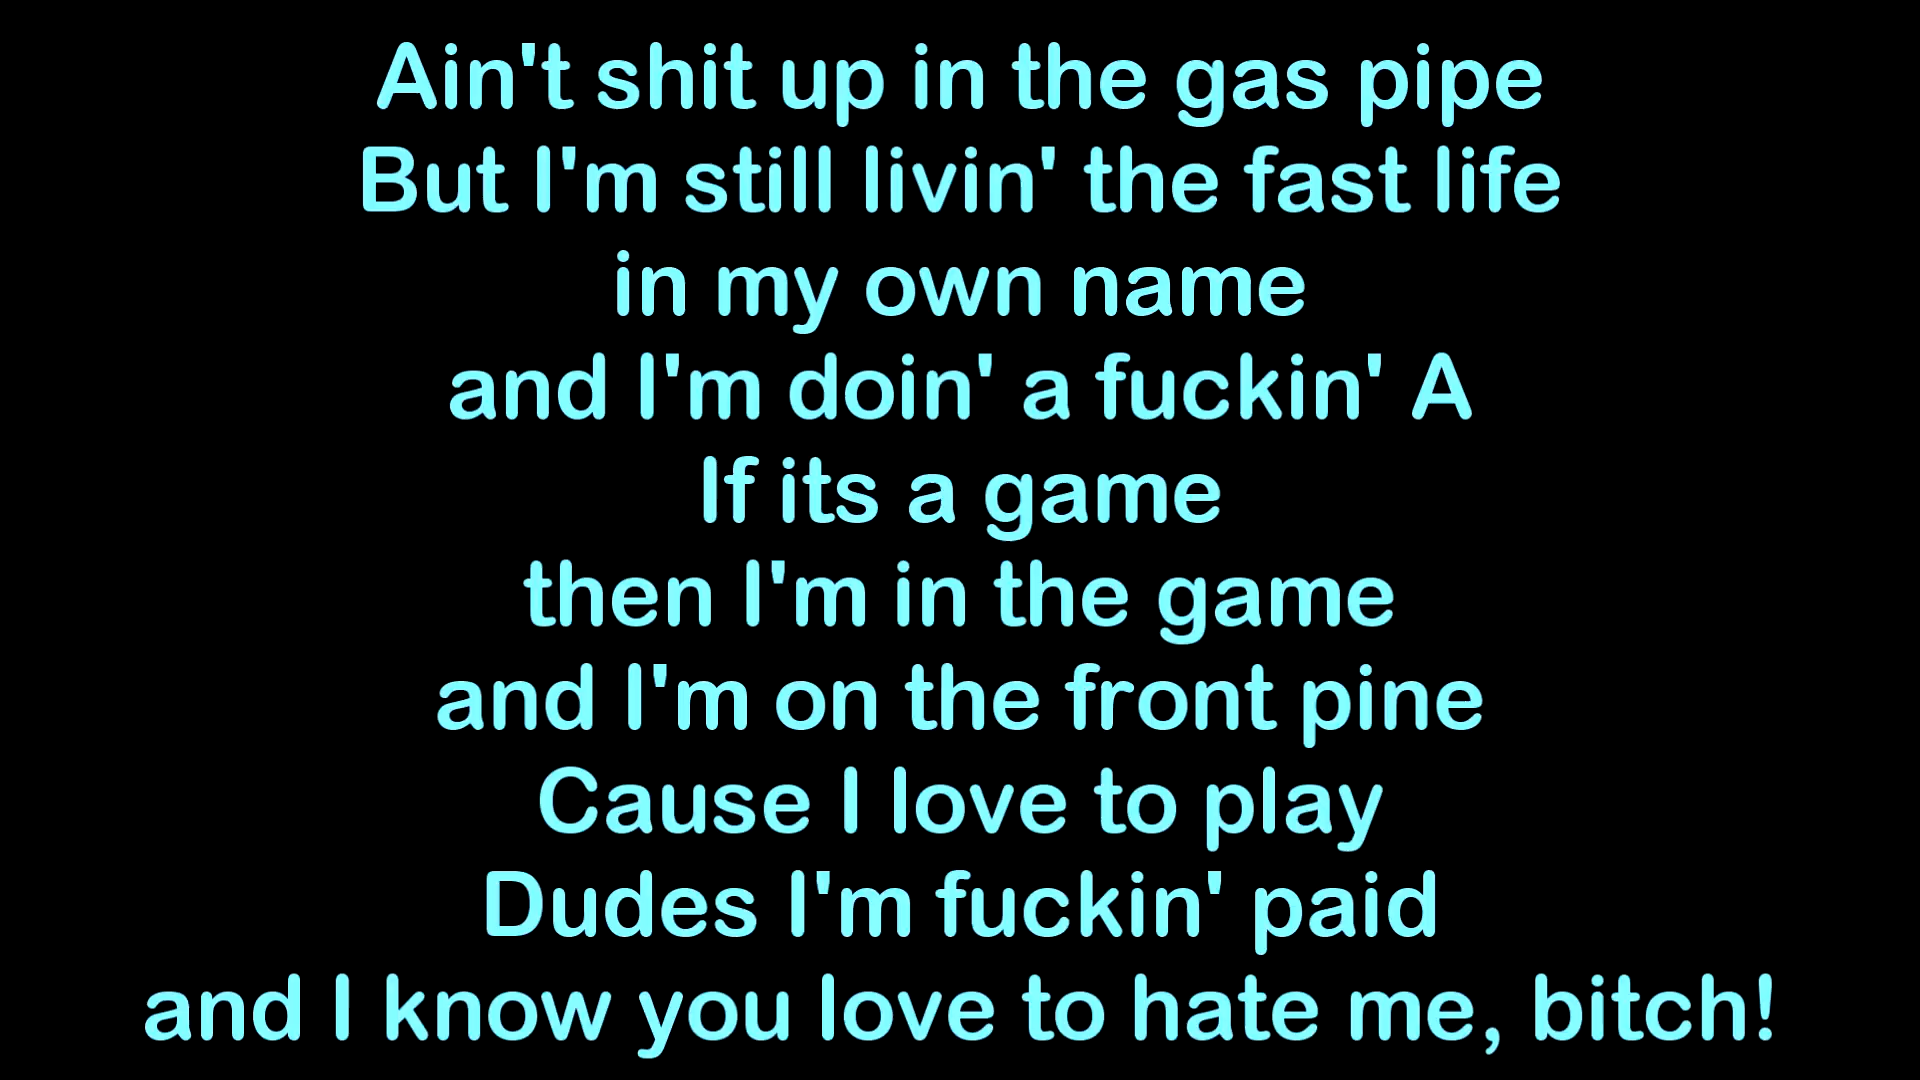 Ain't shit up in the gas pipe
But I'm still livin' the fast life
in my own name
and I'm doin' a fuckin' A
If its a game
then I'm in the game
and I'm on the front pine
Cause I love to play
Dudes I'm fuckin' paid
and I know you love to hate me, bitch!